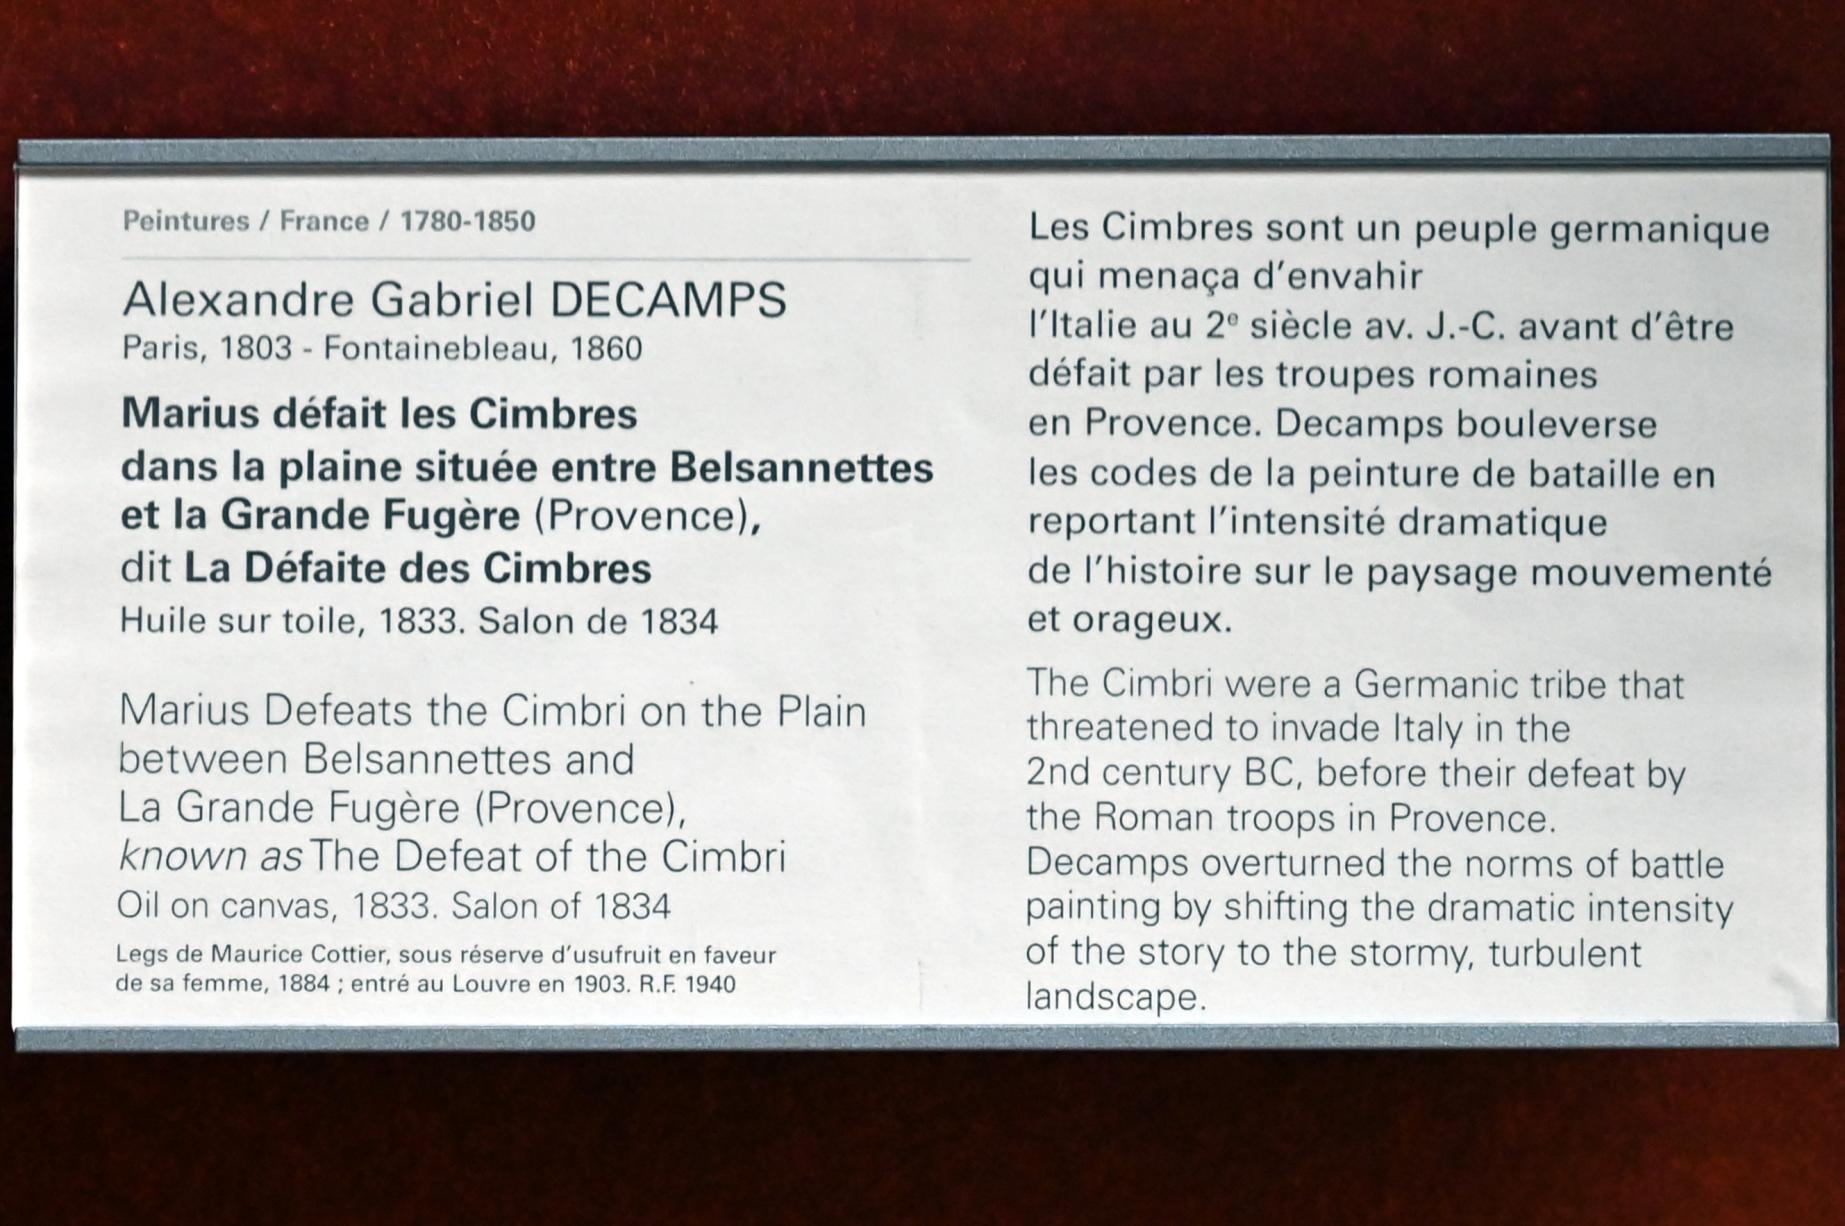 Peintures / France / 1780-1850
Alexandre Gabriel DECAMPS
Paris, 1803 - Fontainebleau, 1860
Marius défait les Cimbres
dans la plaine située entre Belsannettes
et la Grande Fugère (Provence),
dit La Défaite des Cimbres
Huile sur toile, 1833. Salon de 1834
Marius Defeats the Cimbri on the Plain
between Belsannettes and
La Grande Fugère (Provence),
known as The Defeat of the Cimbri
Oil on canvas, 1833. Salon of 1834
Legs de Maurice Cottier, sous réserve d'usufruit en faveur
de sa femme, 1884 ; entré au Louvre en 1903. R.F. 1940
Les Cimbres sont un peuple germanique
qui menaça d'envahir
l'Italie au 2e siècle av. J.-C. avant d'être
défait par les troupes romaines
en Provence. Decamps bouleverse
les codes de la peinture de bataille en
reportant l'intensité dramatique
de l'histoire sur le paysage mouvementé
et orageux.
The Cimbri were a Germanic tribe that
threatened to invade Italy in the
2nd century BC, before their defeat by
the Roman troops in Provence.
Decamps overturned the norms of battle
painting by shifting the dramatic intensity
of the story to the stormy, turbulent
landscape.